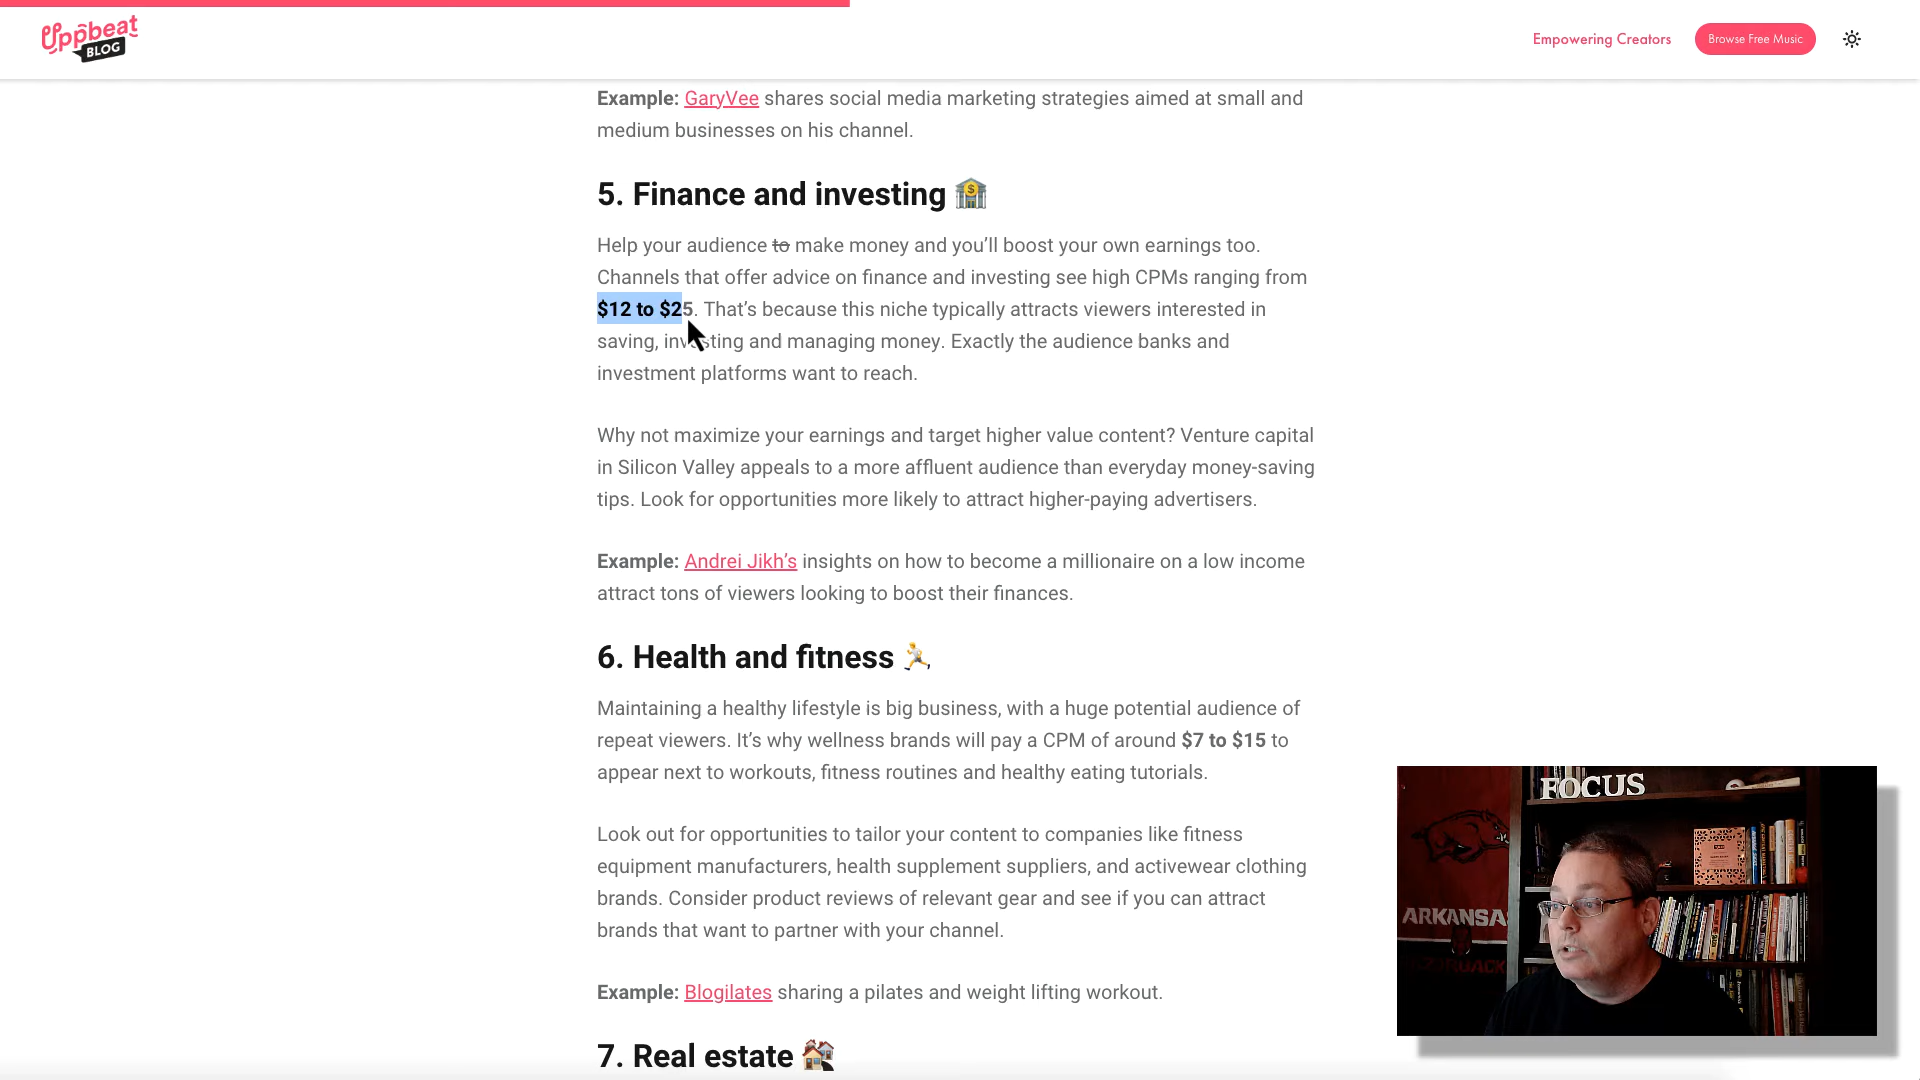 Uppbeat
BLOG
Empowering Creators
Browse Free Music
Example: GaryVee shares social media marketing strategies aimed at small and
medium businesses on his channel.
5. Finance and investing
Help your audience to make money and you’ll boost your own earnings too.
Channels that offer advice on finance and investing see high CPMs ranging from
$12 to $25. That’s because this niche typically attracts viewers interested in
saving, investing and managing money. Exactly the audience banks and
investment platforms want to reach.
Why not maximize your earnings and target higher value content? Venture capital
in Silicon Valley appeals to a more affluent audience than everyday money-saving
tips. Look for opportunities more likely to attract higher-paying advertisers.
Example: Andrei Jikh’s insights on how to become a millionaire on a low income
attract tons of viewers looking to boost their finances.
6. Health and fitness
Maintaining a healthy lifestyle is big business, with a huge potential audience of
repeat viewers. It’s why wellness brands will pay a CPM of around $7 to $15 to
appear next to workouts, fitness routines and healthy eating tutorials.
Look out for opportunities to tailor your content to companies like fitness
equipment manufacturers, health supplement suppliers, and activewear clothing
brands. Consider product reviews of relevant gear and see if you can attract
brands that want to partner with your channel.
Example: Blogilates sharing a pilates and weight lifting workout.
7. Real estate
FOCUS
ARKANSA